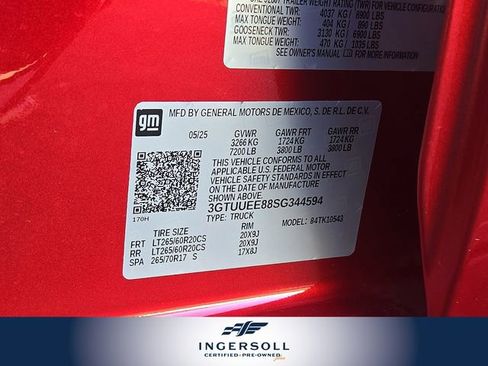 CONVENTIONAL TWR: 4037 KG / 8900 LBS
MAX TONGUE WT: 404 KG / 890 LBS
GOOSENECK TWR: 3130 KG / 6900 LBS
MAX TONGUE WT: 470 KG / 1035 LBS
SEE OWNER'S MANUAL FOR MORE INFORMATION
gm
MFD BY GENERAL MOTORS DE MEXICO, S. DE R.L. DE C.V.
05/25 GVWR GAWR FRT GAWR RR
3266 KG 1724 KG 1724 KG
7200 LB 3800 LB 3800 LB
THIS VEHICLE CONFORMS TO ALL
APPLICABLE U.S. FEDERAL MOTOR
VEHICLE SAFETY STANDARDS IN EFFECT ON THE
DATE OF MANUFACTURE
3GTUUEE88SG344594
TYPE: TRUCK 84TK10543
170H
TIRE SIZE RIM
FRT LT265/60R20CS 20X9J
RR LT265/60R20CS 20X9J
SPA 265/70R17 S 17X8J
INGERSOLL
CERTIFIED-PRE-OWNED